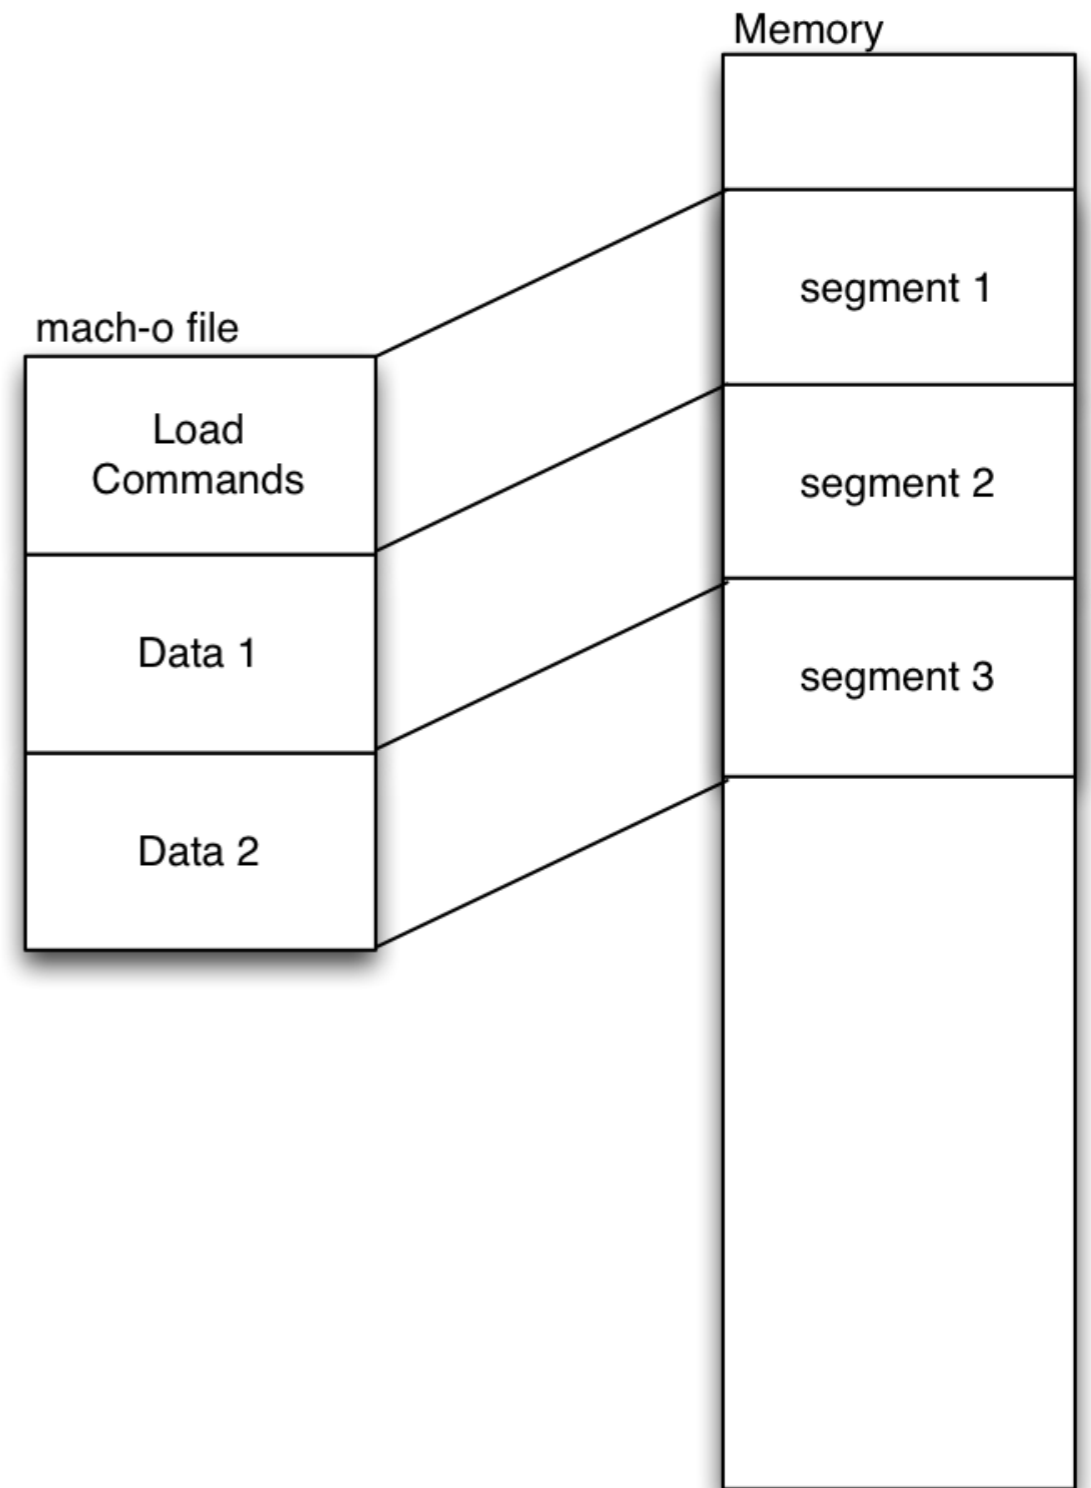 Memory
segment 1
segment 2
segment 3
mach-o file
Load
Commands
Data 1
Data 2